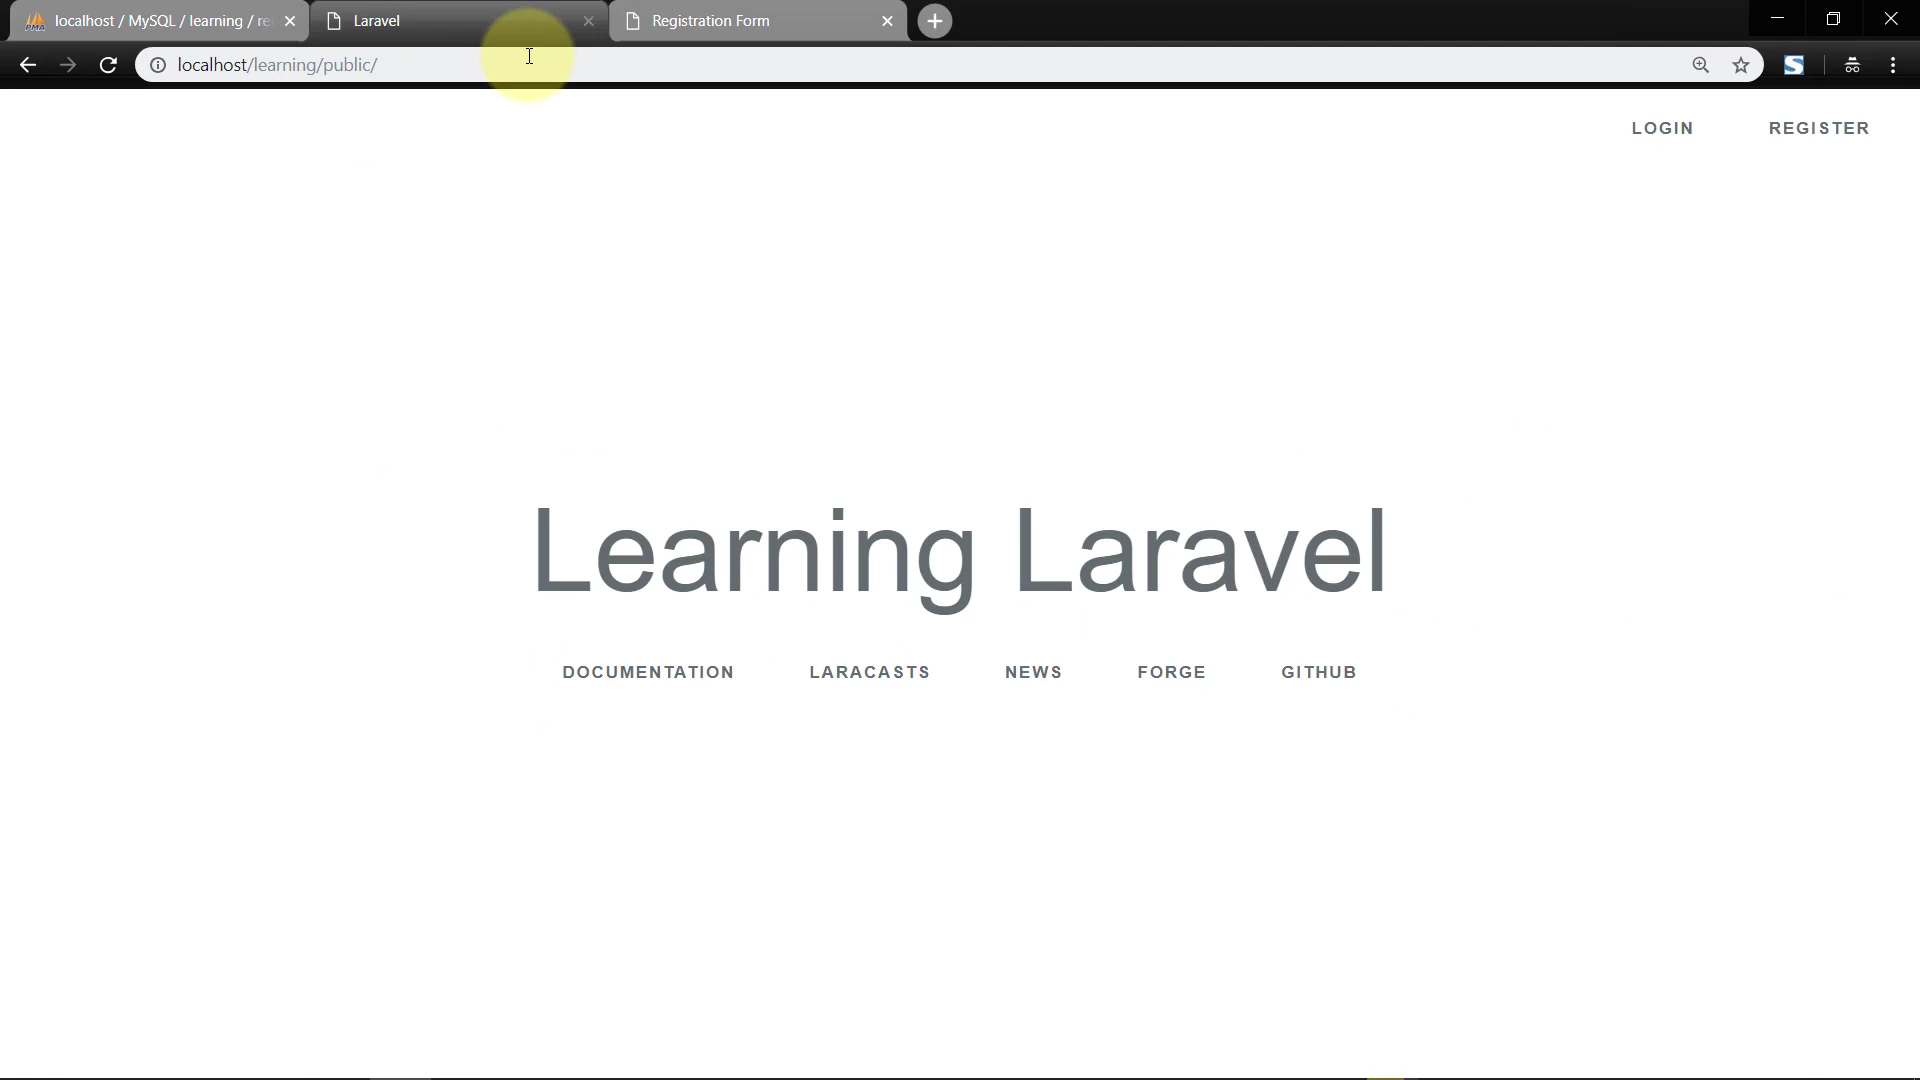 localhost / MySQL / learning / re
Laravel
Registration Form
localhost/learning/public/
LOGIN
REGISTER
Learning Laravel
DOCUMENTATION
LARACASTS
NEWS
FORGE
GITHUB